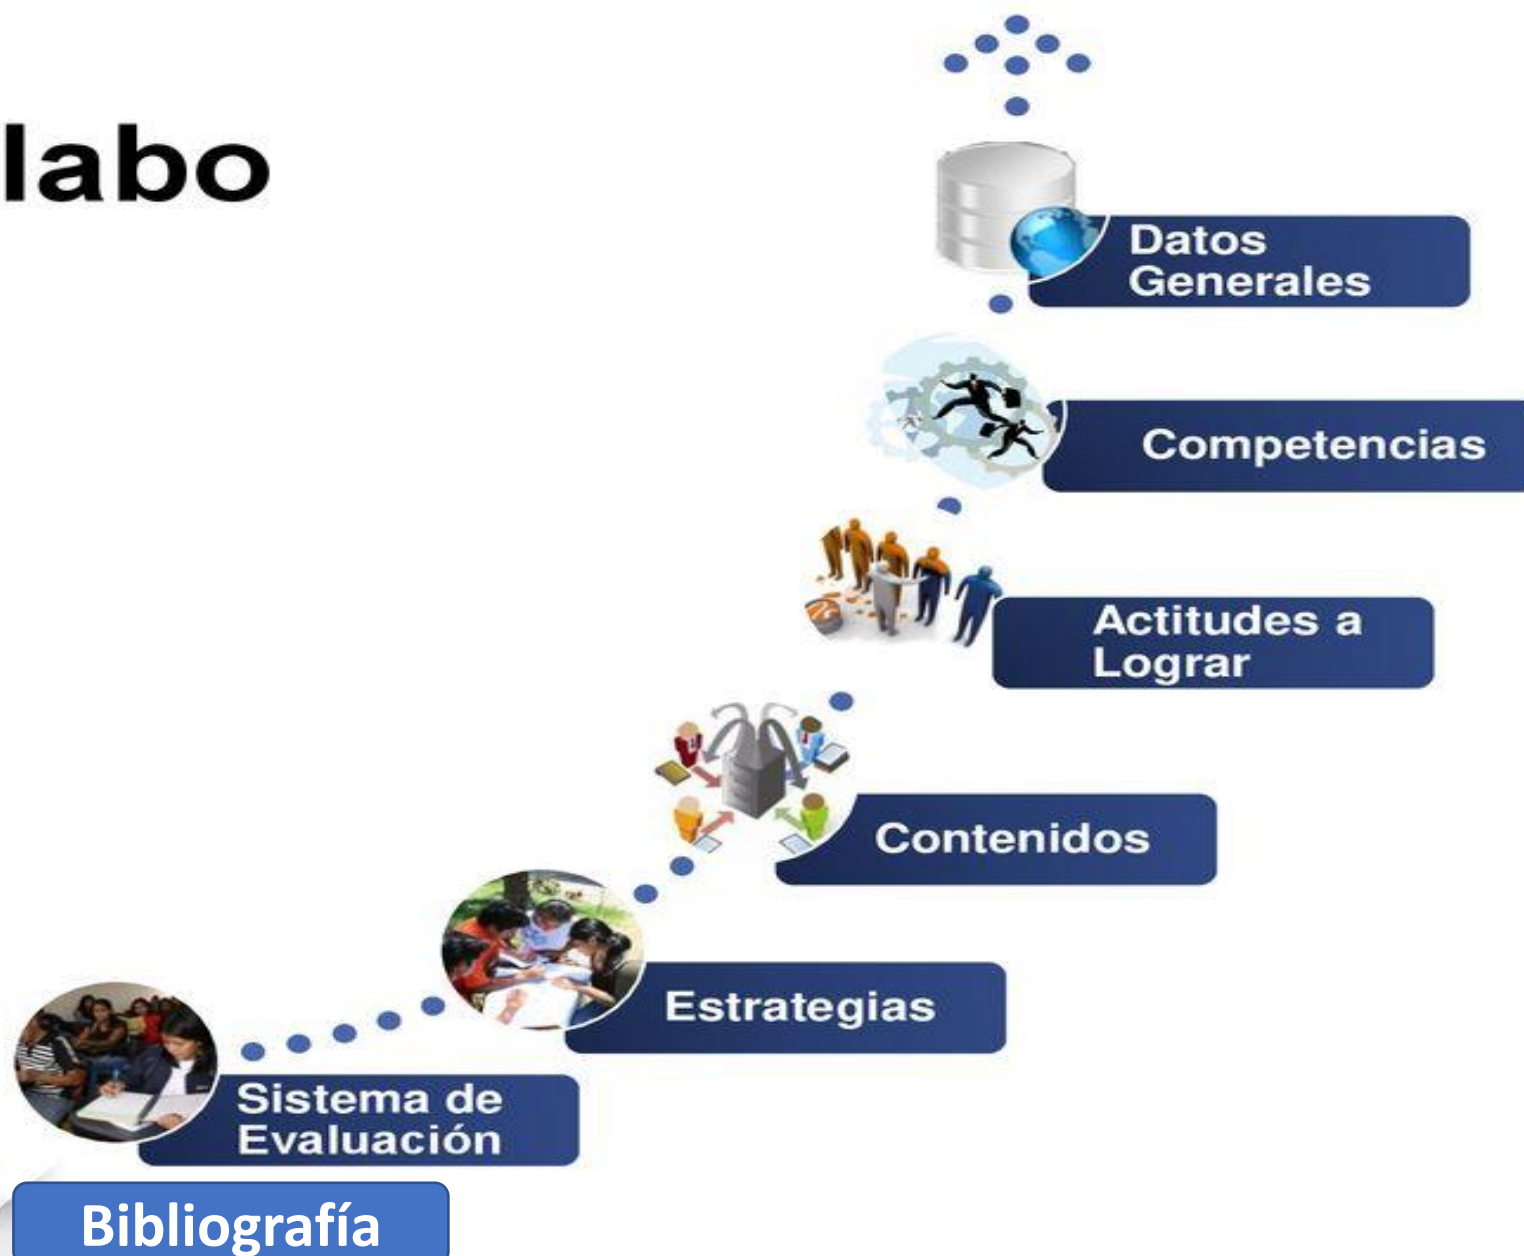 labo
Datos
Generales
Competencias
Actitudes a
Lograr
Contenidos
Estrategias
Sistema de
Evaluación
Bibliografía